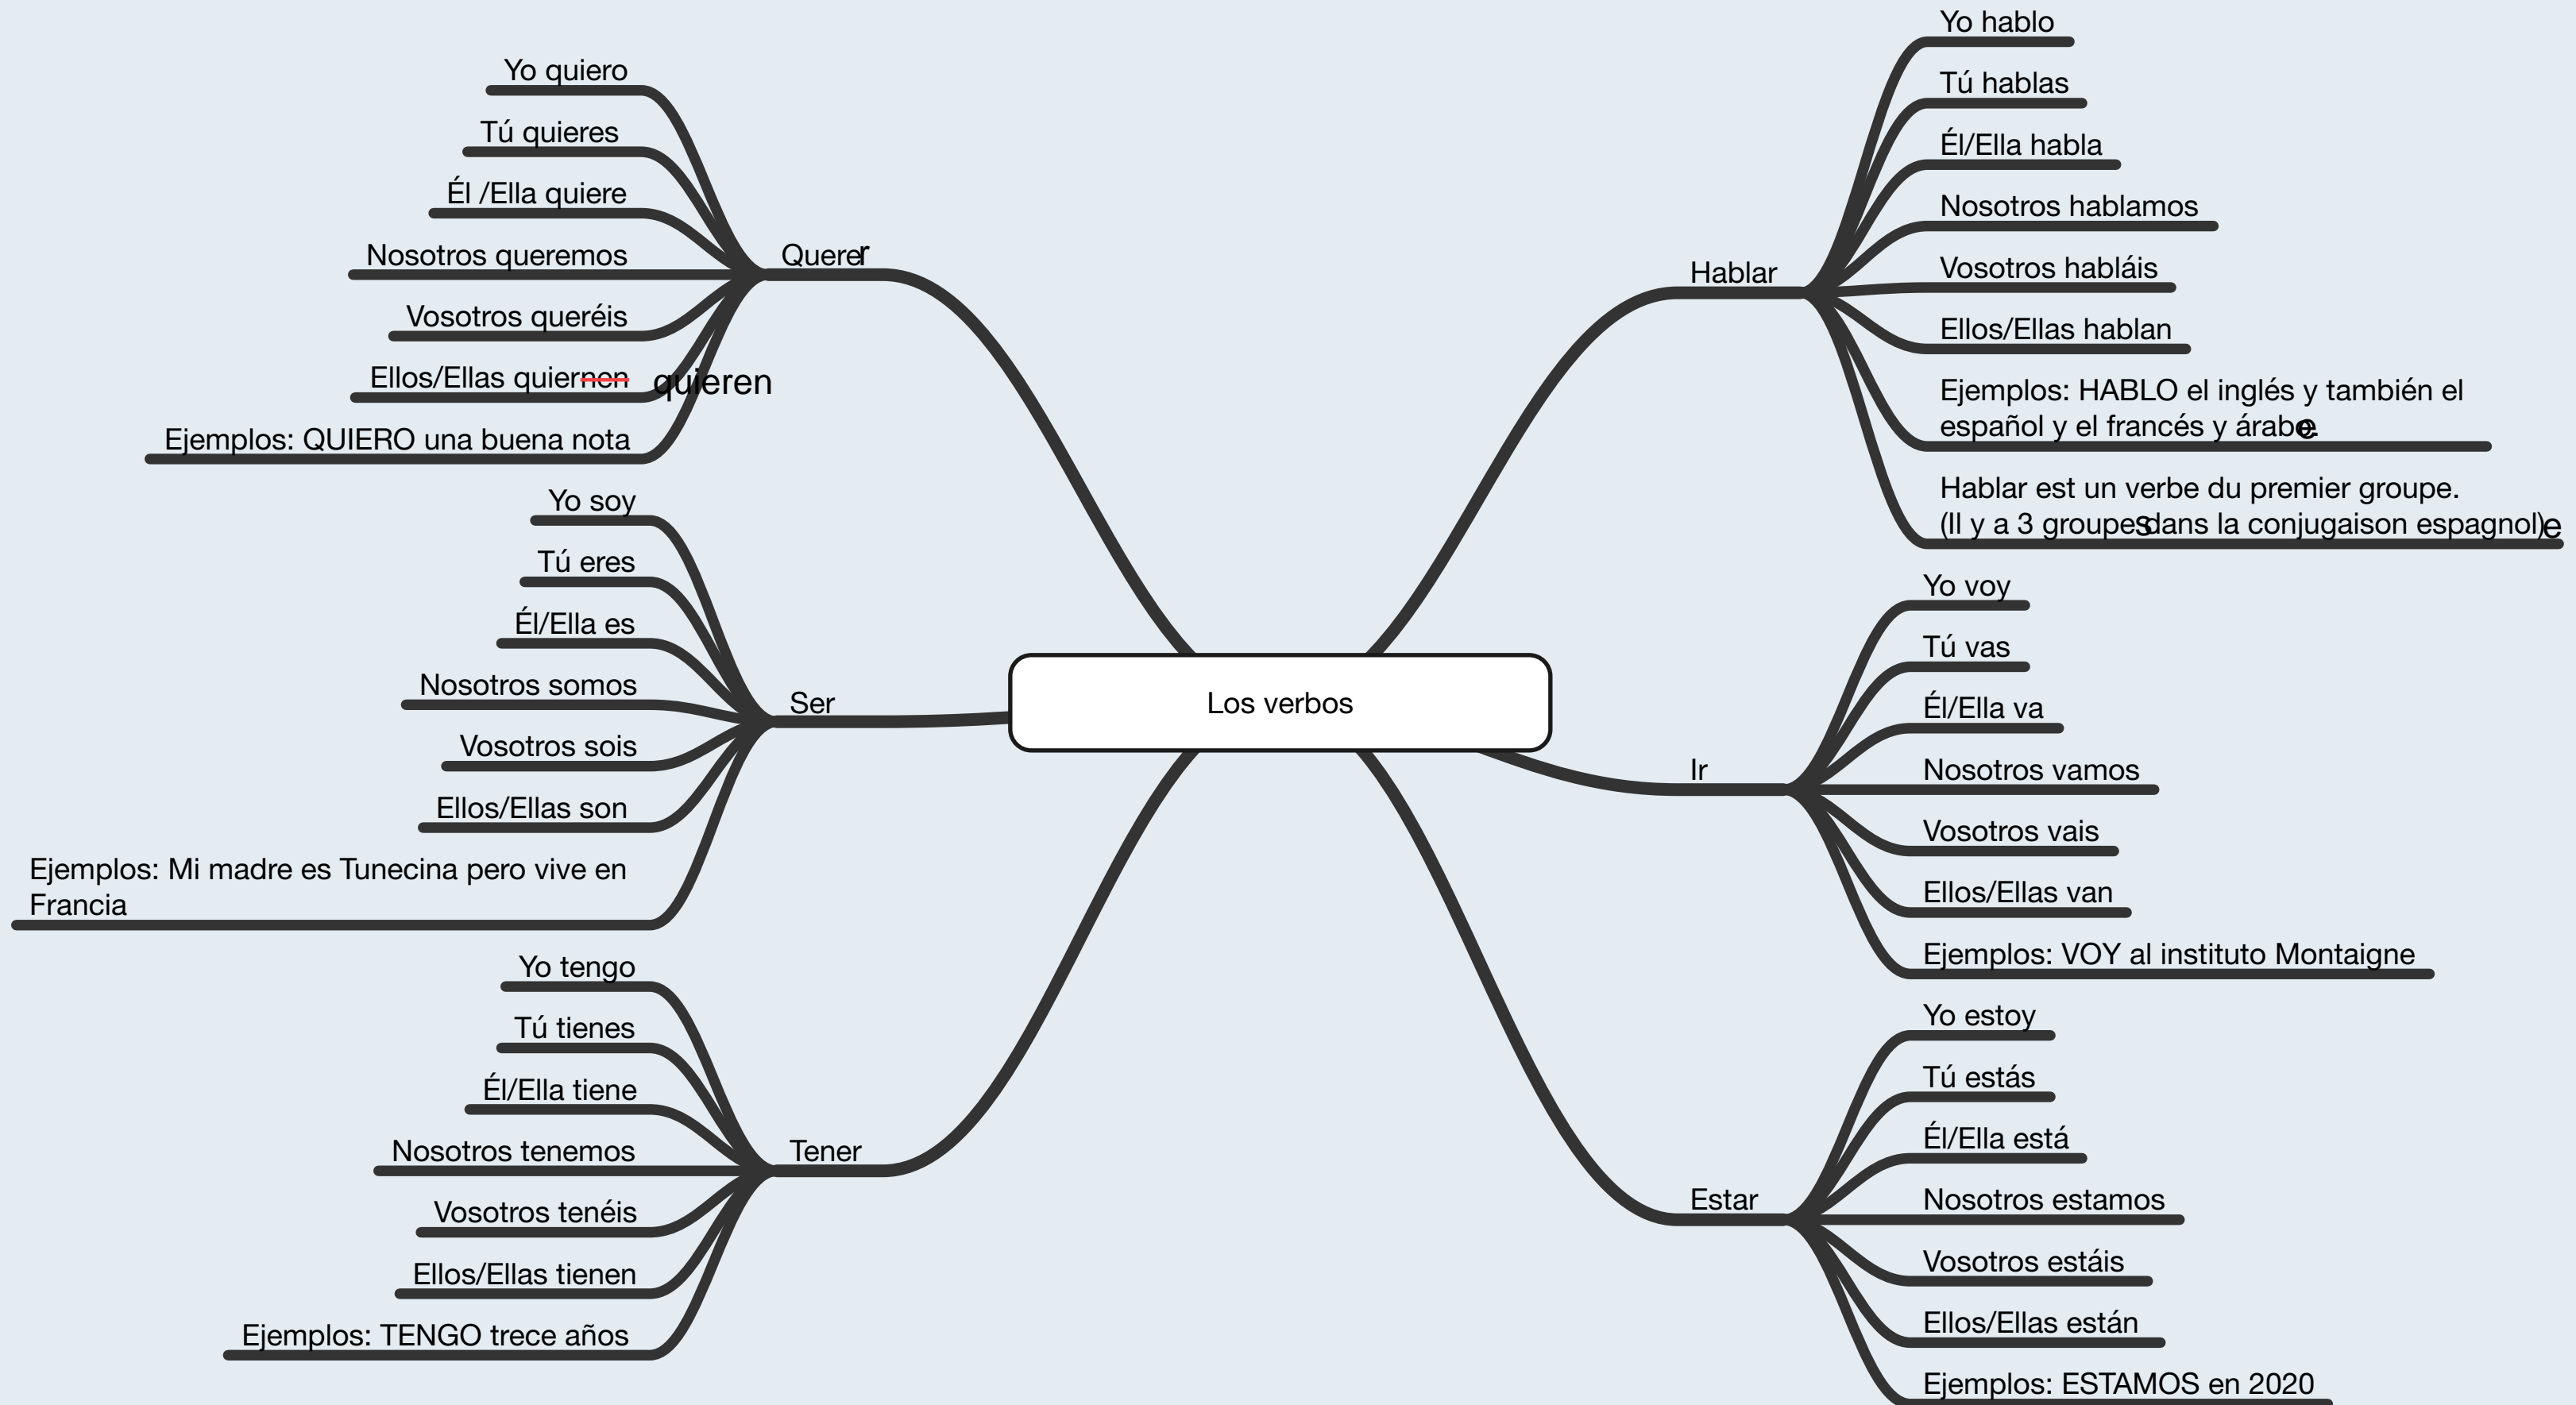 Los verbos
Querer
Yo quiero
Tú quieres
Él /Ella quiere
Nosotros queremos
Vosotros queréis
Ellos/Ellas quiernen quieren
Ejemplos: QUIERO una buena nota
Ser
Yo soy
Tú eres
Él/Ella es
Nosotros somos
Vosotros sois
Ellos/Ellas son
Ejemplos: Mi madre es Tunecina pero vive en
Francia
Tener
Yo tengo
Tú tienes
Él/Ella tiene
Nosotros tenemos
Vosotros tenéis
Ellos/Ellas tienen
Ejemplos: TENGO trece años
Hablar
Yo hablo
Tú hablas
Él/Ella habla
Nosotros hablamos
Vosotros habláis
Ellos/Ellas hablan
Ejemplos: HABLO el inglés y también el
español y el francés y árabe.
Hablar est un verbe du premier groupe.
(Il y a 3 groupes dans la conjugaison espagnol)e
Ir
Yo voy
Tú vas
Él/Ella va
Nosotros vamos
Vosotros vais
Ellos/Ellas van
Ejemplos: VOY al instituto Montaigne
Estar
Yo estoy
Tú estás
Él/Ella está
Nosotros estamos
Vosotros estáis
Ellos/Ellas están
Ejemplos: ESTAMOS en 2020